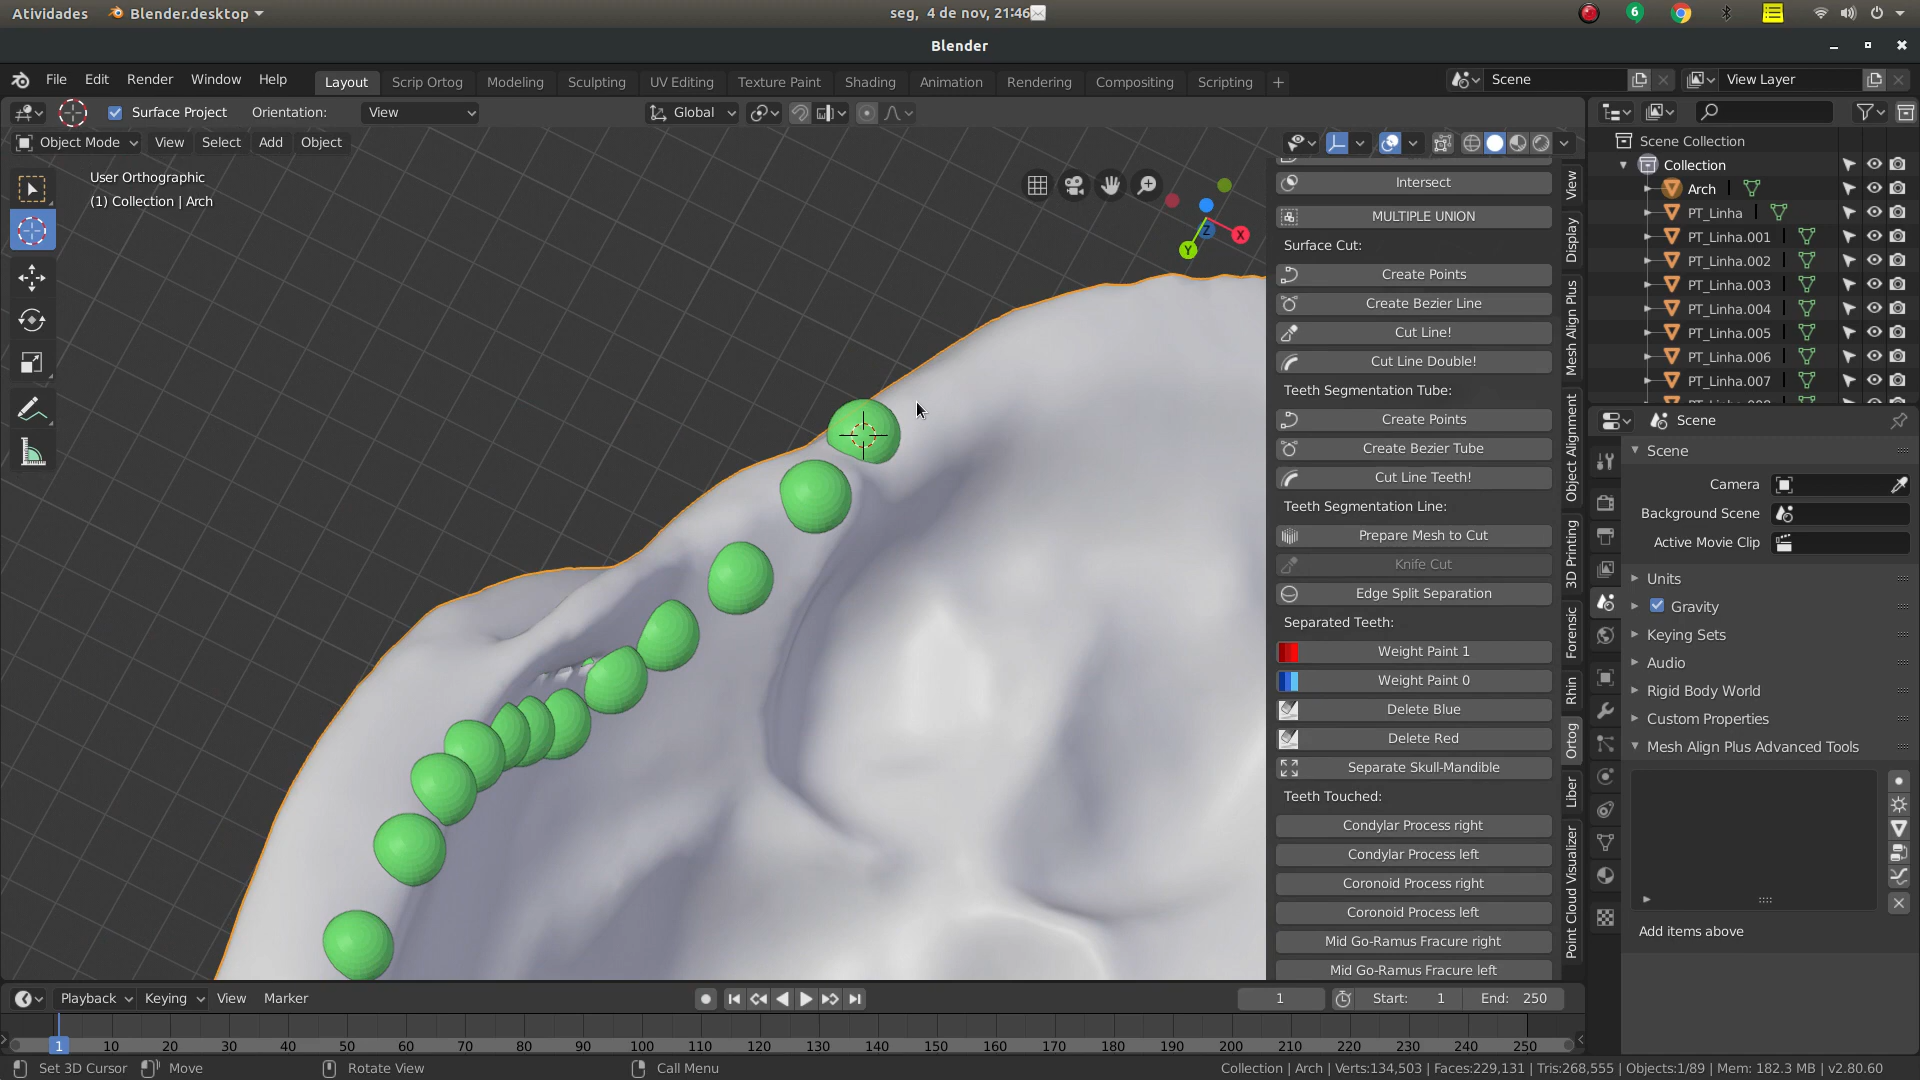 Atividades Blender.desktop seg, 4 de nov, 21:46 6
Blender
File Edit Render Window Help Layout Scrip Ortog Modeling Sculpting UV Editing Texture Paint Shading Animation Rendering Compositing Scripting + Scene View Layer
Surface Project Orientation: View Global
Object Mode View Select Add Object
User Orthographic
(1) Collection | Arch
X
Y
Z
Intersect
MULTIPLE UNION
Surface Cut:
Create Points
Create Bezier Line
Cut Line!
Cut Line Double!
Teeth Segmentation Tube:
Create Points
Create Bezier Tube
Cut Line Teeth!
Teeth Segmentation Line:
Prepare Mesh to Cut
Knife Cut
Edge Split Separation
Separated Teeth:
Weight Paint 1
Weight Paint 0
Delete Blue
Delete Red
Separate Skull-Mandible
Teeth Touched:
Condylar Process right
Condylar Process left
Coronoid Process right
Coronoid Process left
Mid Go-Ramus Fracure right
Mid Go-Ramus Fracure left
View
Display
Mesh Align Plus
Object Alignment
3D Printing
Forensic
Rhin
Ortog
Liber
Point Cloud Visualizer
Scene Collection
Collection
Arch
PT_Linha
PT_Linha.001
PT_Linha.002
PT_Linha.003
PT_Linha.004
PT_Linha.005
PT_Linha.006
PT_Linha.007
Scene
Scene
Camera
Background Scene
Active Movie Clip
Units
Gravity
Keying Sets
Audio
Rigid Body World
Custom Properties
Mesh Align Plus Advanced Tools
Add items above
Playback Keying View Marker 1 Start: 1 End: 250
1 10 20 30 40 50 60 70 80 90 100 110 120 130 140 150 160 170 180 190 200 210 220 230 240 250
Set 3D Cursor Move Rotate View Call Menu Collection | Arch | Verts:134,503 | Faces:229,131 | Tris:268,555 | Objects:1/89 | Mem: 182.3 MB | v2.80.60